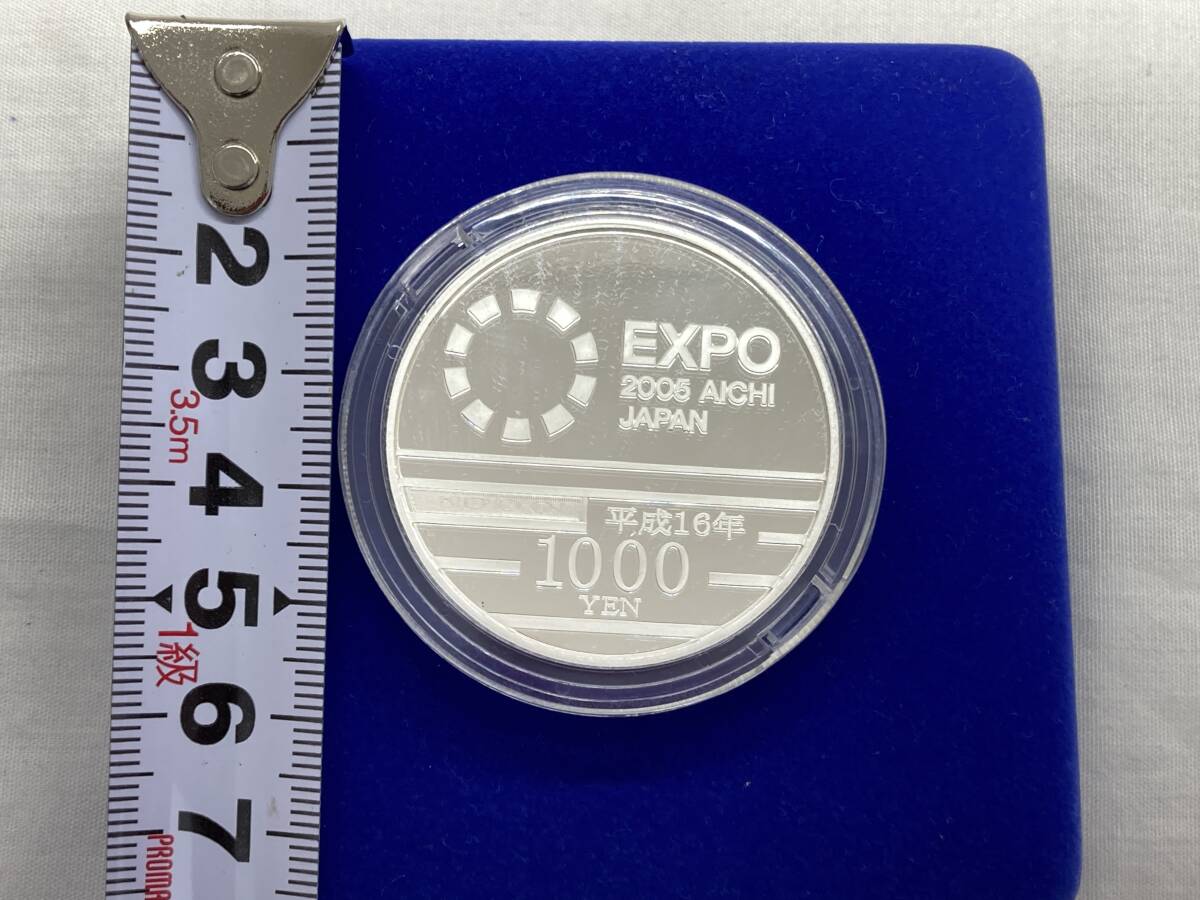 2
3
3.5m
4
5
1級
6
7
PROMA
EXPO
2005 AICHI
JAPAN
平成16年
1000
YEN